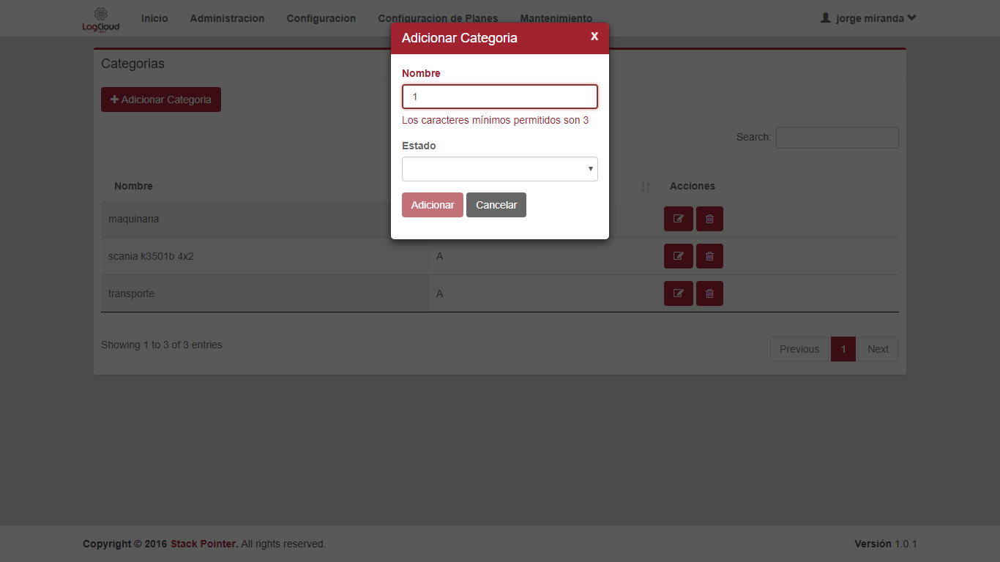 LogCloud Inicio Administracion Configuracion Configuracion de Planes Mantenimiento jorge miranda
Adicionar Categoria X
Categorias
Nombre
Adicionar Categoria
1
Los caracteres mínimos permitidos son 3
Search:
Estado
Nombre Acciones
Adicionar Cancelar
maquinaria
scania k3501b 4x2 A
transporte A
Showing 1 to 3 of 3 entries Previous 1 Next
Copyright © 2016 Stack Pointer. All rights reserved. Versión 1.0.1